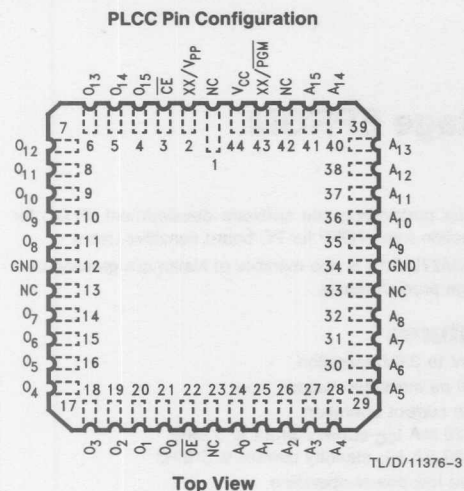 PLCC Pin Configuration
O13 O14 O15 CE XX/VPP NC VCC XX/PGM NC A15 A14
7 6 5 4 3 2 1 44 43 42 41 40 39
O12 A13
O11 8 38 A12
O10 9 37 A11
O9 10 36 A10
O8 11 35 A9
GND 12 34 GND
NC 13 33 NC
O7 14 32 A8
O6 15 31 A7
O5 16 30 A6
O4 A5
17 18 19 20 21 22 23 24 25 26 27 28 29
O3 O2 O1 O0 OE NC A0 A1 A2 A3 A4
TL/D/11376–3
Top View